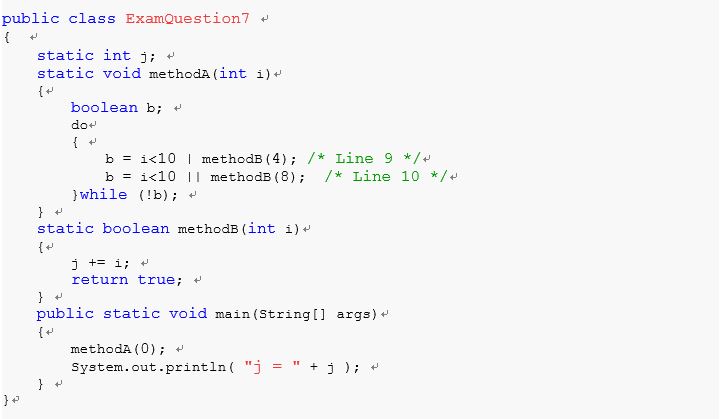 public class ExamQuestion7 ↵
{ ↵
static int j; ↵
static void methodA(int i)↵
{↵
boolean b; ↵
do↵
{ ↵
b = i<10 | methodB(4); /* Line 9 */↵
b = i<10 || methodB(8); /* Line 10 */↵
}while (!b); ↵
} ↵
static boolean methodB(int i)↵
{↵
j += i; ↵
return true; ↵
} ↵
public static void main(String[] args)↵
{↵
methodA(0); ↵
System.out.println( "j = " + j ); ↵
} ↵
}↵